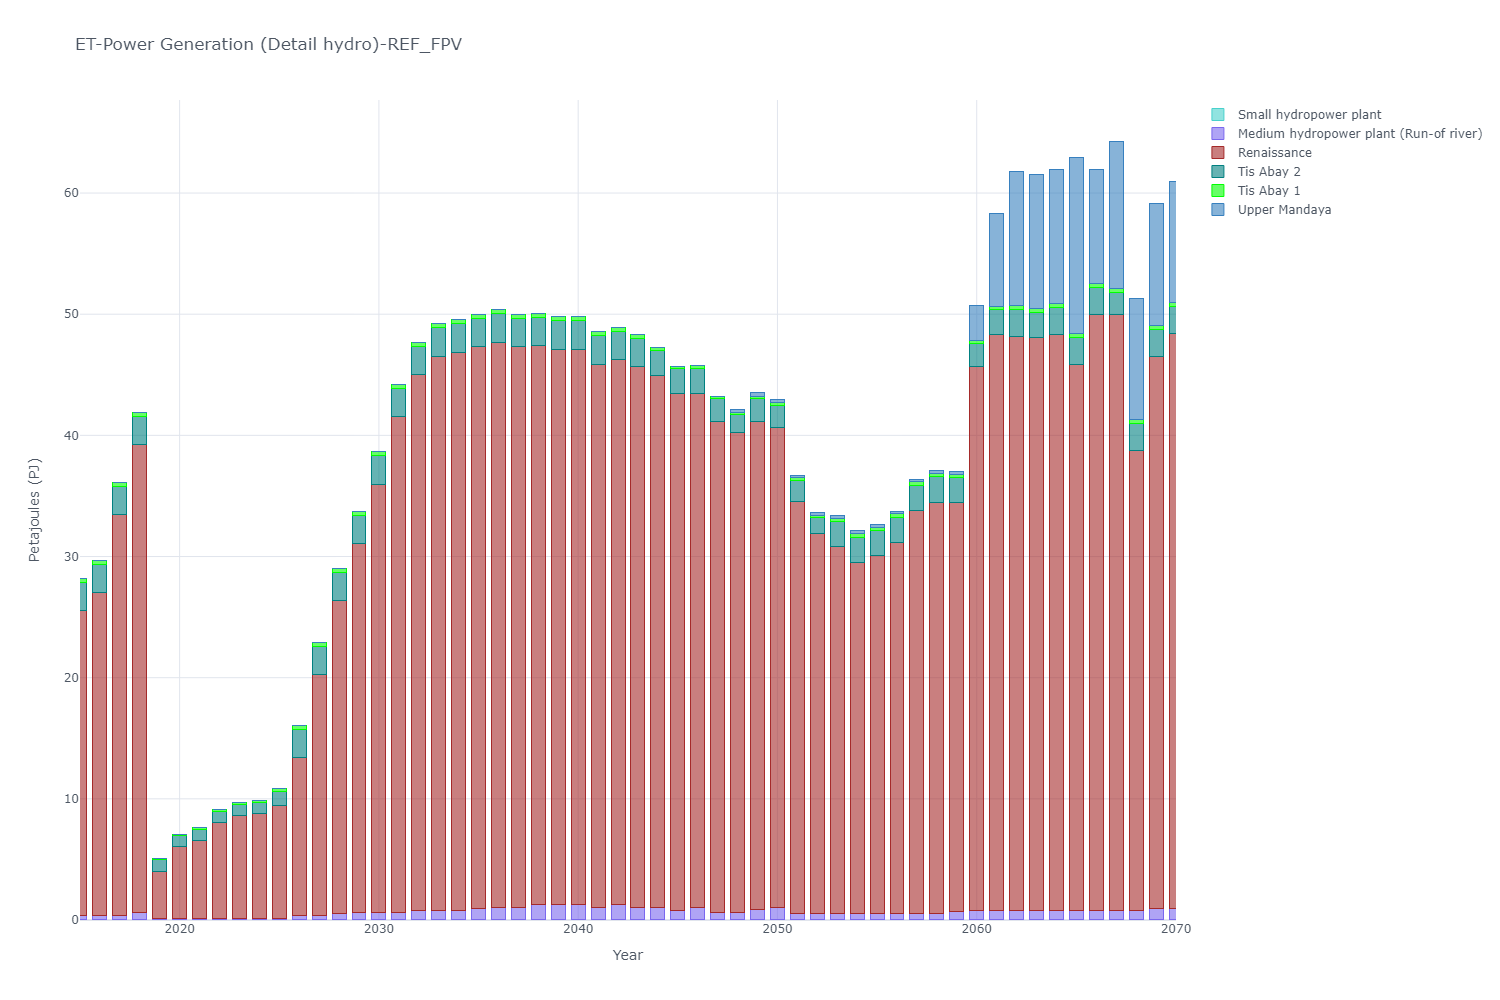 ET-Power Generation (Detail hydro)-REF_FPV
Small hydropower plant
Medium hydropower plant (Run-of river)
Renaissance
Tis Abay 2
Tis Abay 1
Upper Mandaya
Petajoules (PJ)
60
50
40
30
20
10
0
2020
2030
2040
2050
2060
2070
Year